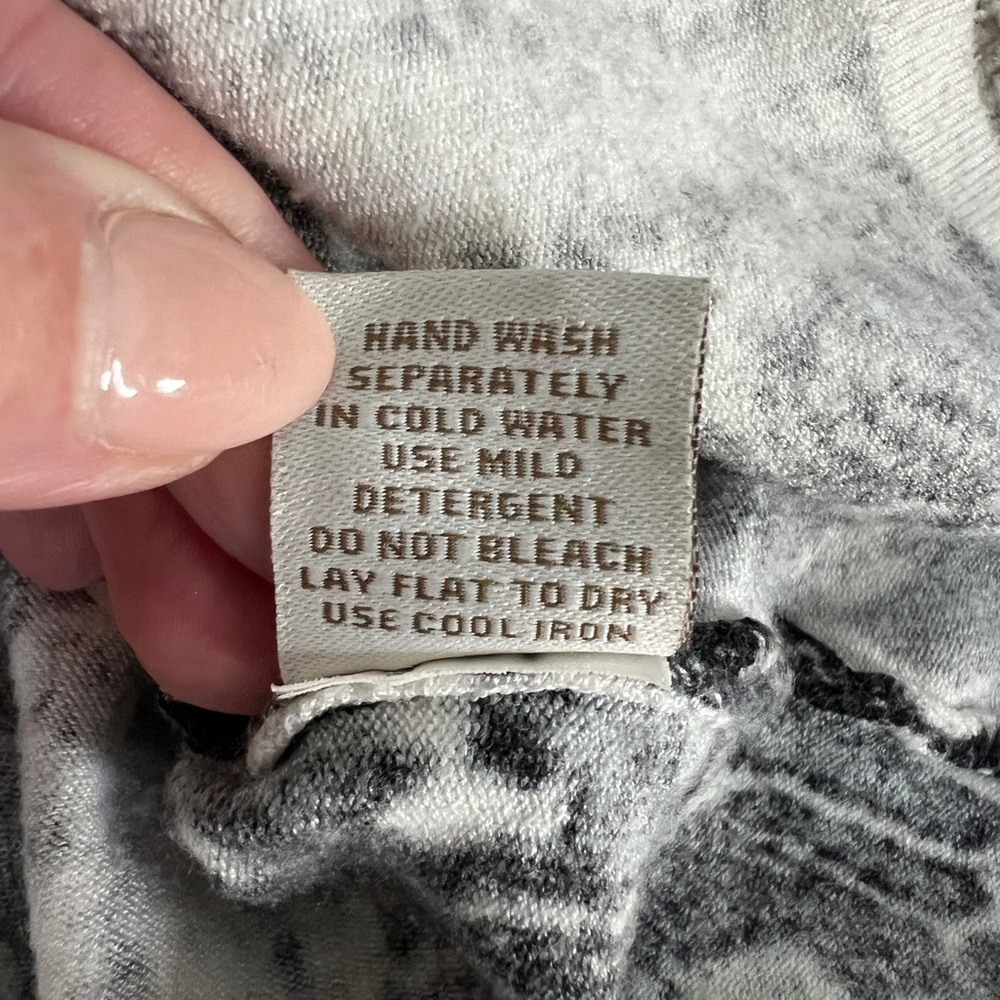 HAND WASH
SEPARATELY
IN COLD WATER
USE MILD
DETERGENT
DO NOT BLEACH
LAY FLAT TO DRY
USE COOL IRON